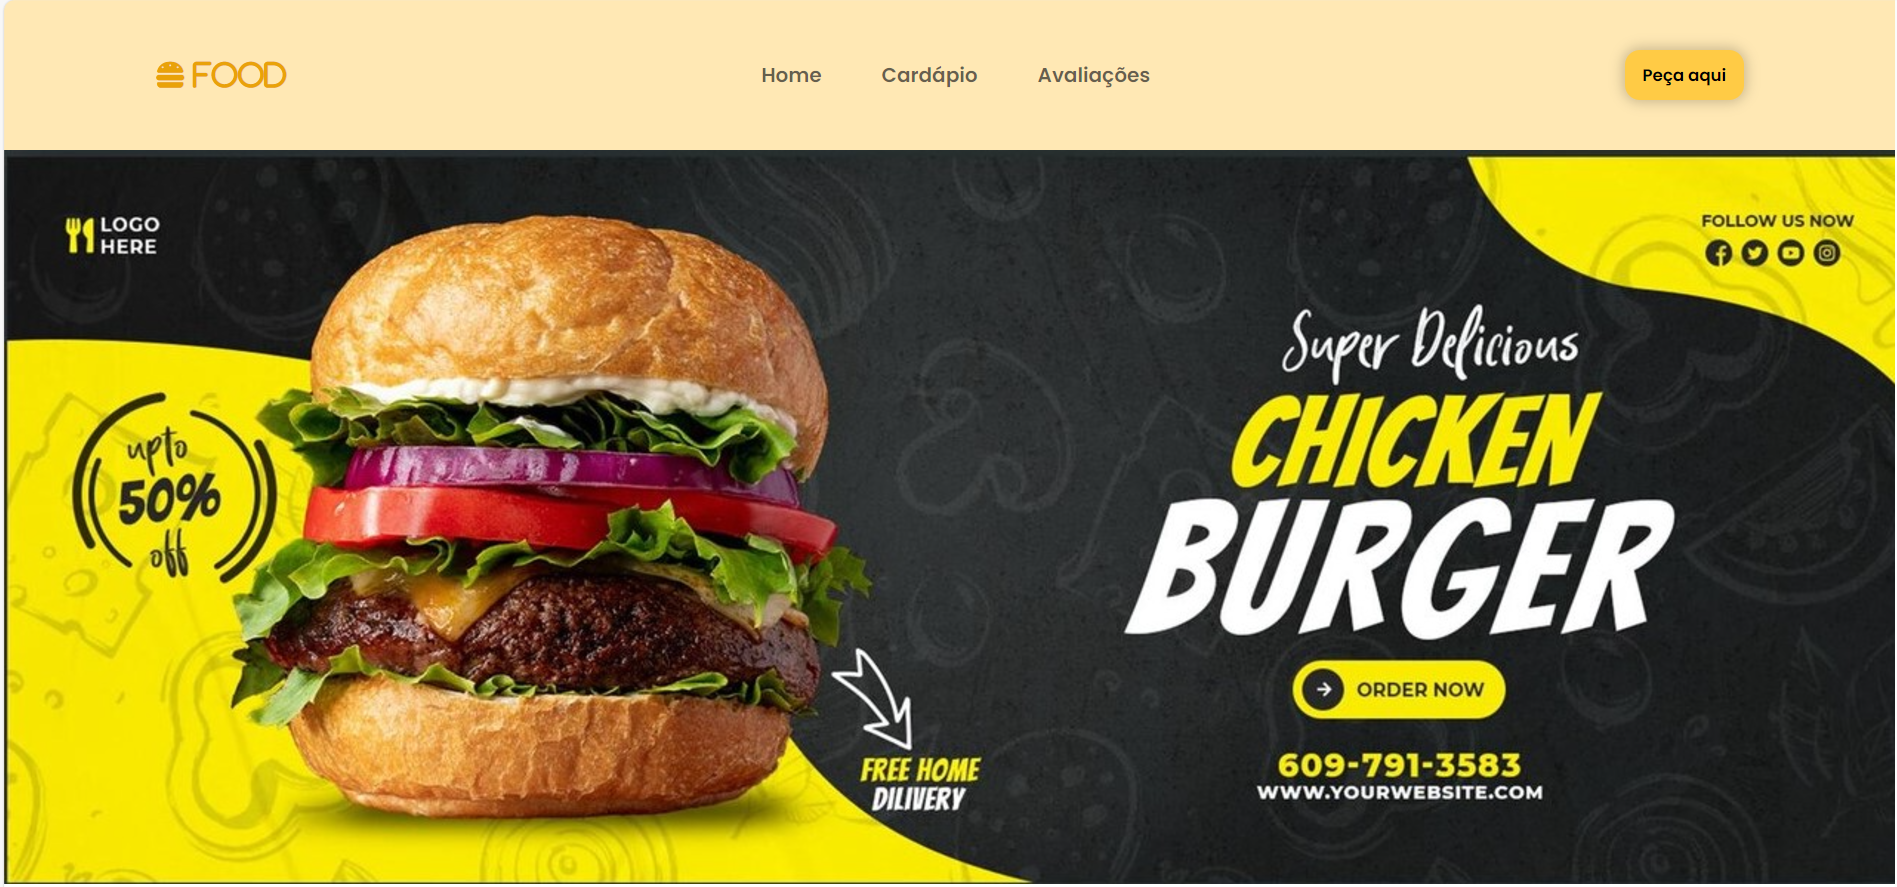 FOOD
Home
Cardápio
Avaliações
Peça aqui
LOGO
HERE
FOLLOW US NOW
upto
50%
off
Super Delicious
CHICKEN
BURGER
ORDER NOW
FREE HOME
DILIVERY
609-791-3583
WWW.YOURWEBSITE.COM